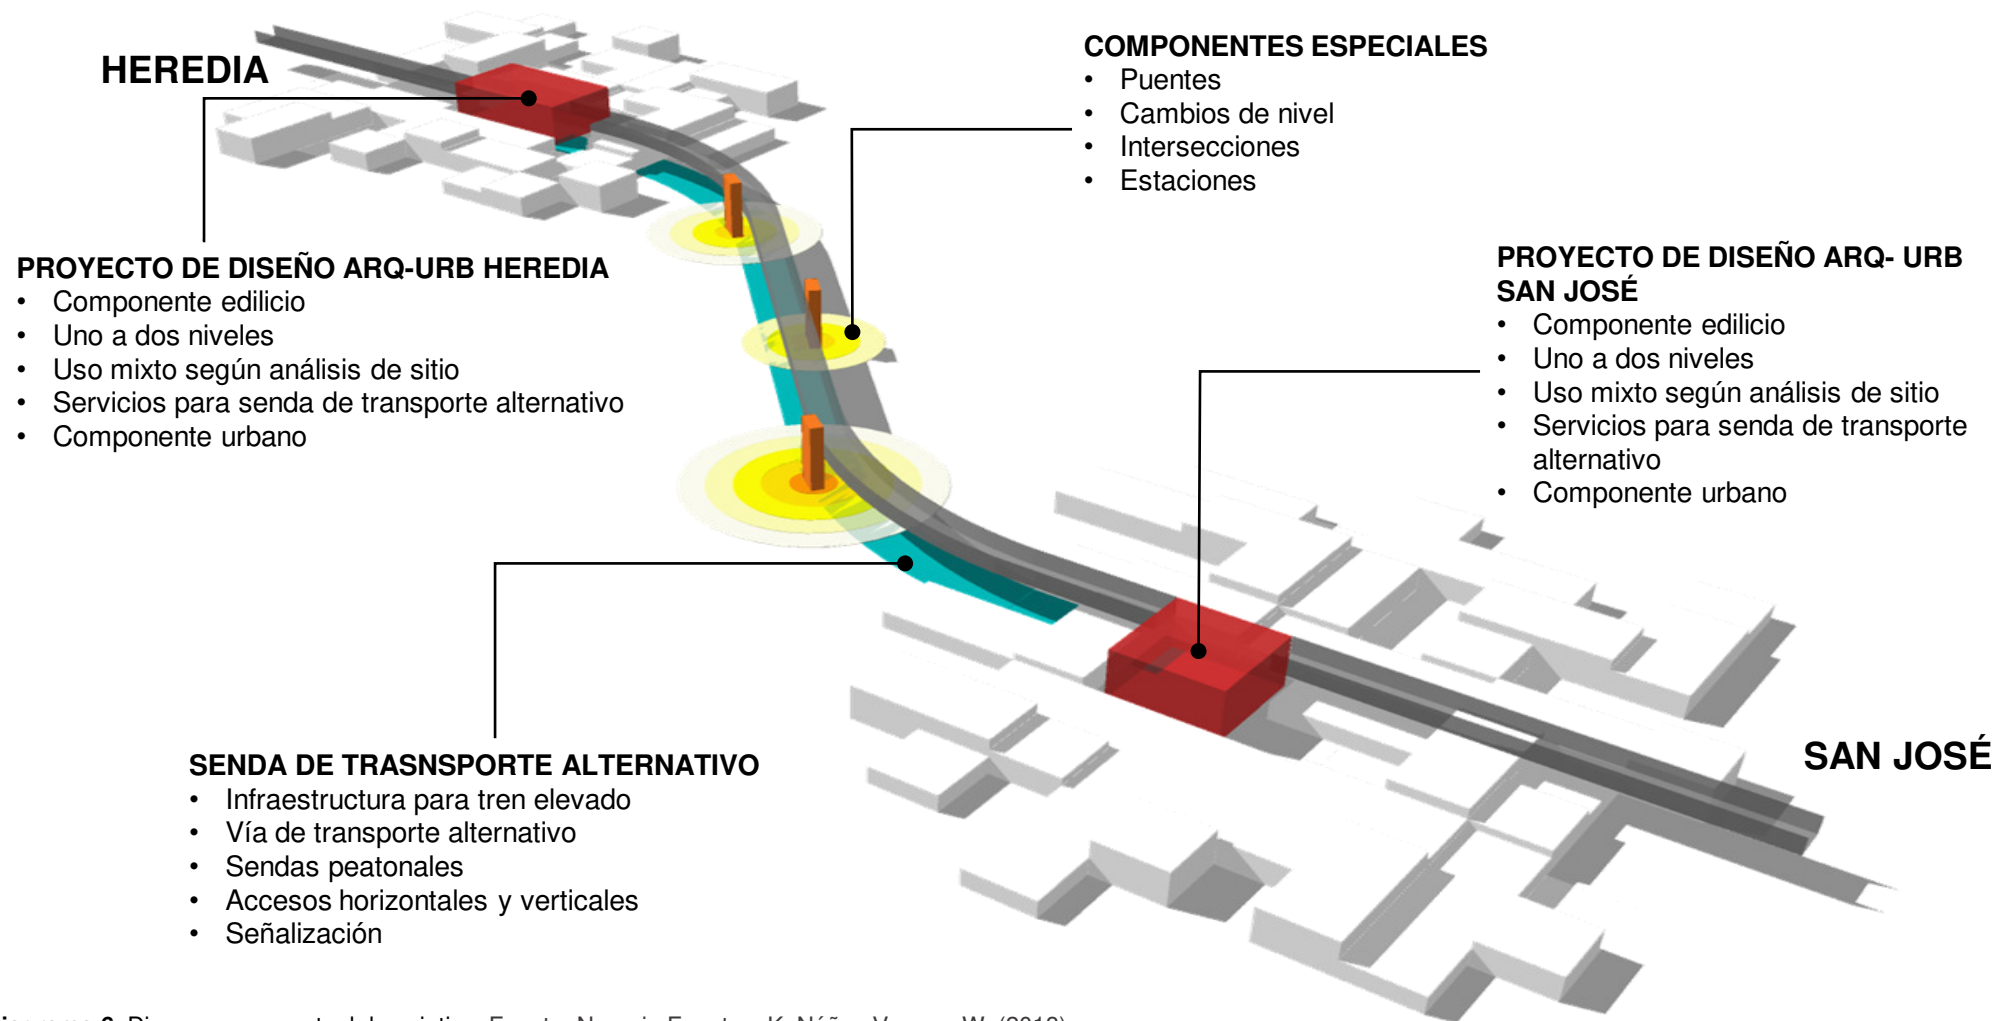 HEREDIA
PROYECTO DE DISEÑO ARQ-URB HEREDIA
• Componente edilicio
• Uno a dos niveles
• Uso mixto según análisis de sitio
• Servicios para senda de transporte alternativo
• Componente urbano
COMPONENTES ESPECIALES
• Puentes
• Cambios de nivel
• Intersecciones
• Estaciones
PROYECTO DE DISEÑO ARQ- URB
SAN JOSÉ
• Componente edilicio
• Uno a dos niveles
• Uso mixto según análisis de sitio
• Servicios para senda de transporte
alternativo
• Componente urbano
SENDA DE TRASNSPORTE ALTERNATIVO
• Infraestructura para tren elevado
• Vía de transporte alternativo
• Sendas peatonales
• Accesos horizontales y verticales
• Señalización
SAN JOSÉ